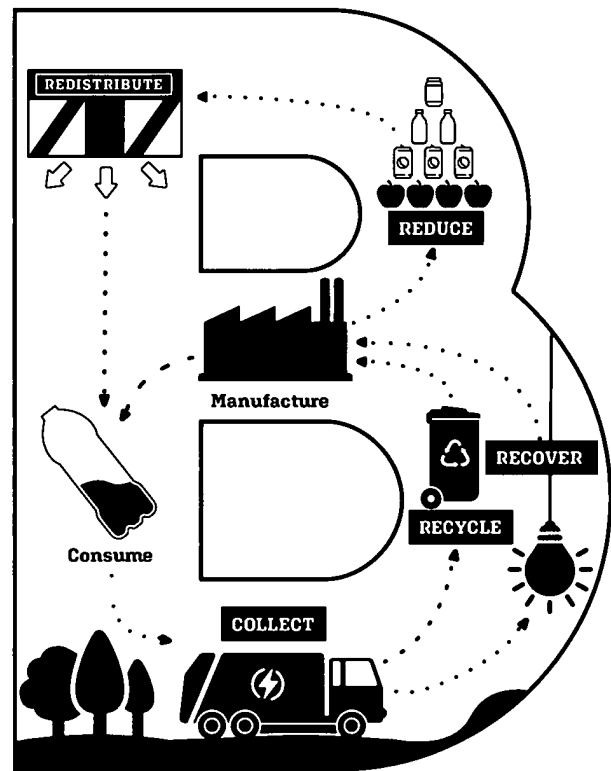 REDISTRIBUTE
REDUCE
Manufacture
RECOVER
RECYCLE
Consume
COLLECT